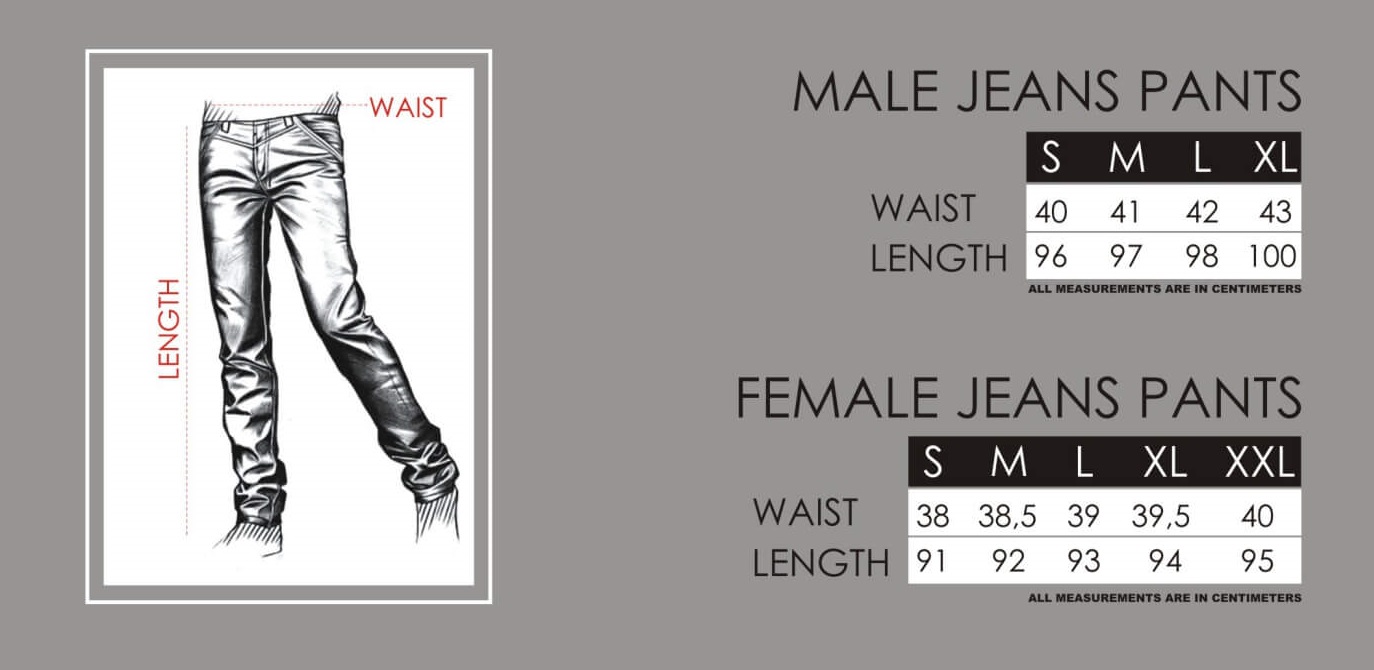 WAIST
LENGTH
MALE JEANS PANTS
S M L XL
WAIST 40 41 42 43
LENGTH 96 97 98 100
ALL MEASUREMENTS ARE IN CENTIMETERS
FEMALE JEANS PANTS
S M L XL XXL
WAIST 38 38,5 39 39,5 40
LENGTH 91 92 93 94 95
ALL MEASUREMENTS ARE IN CENTIMETERS